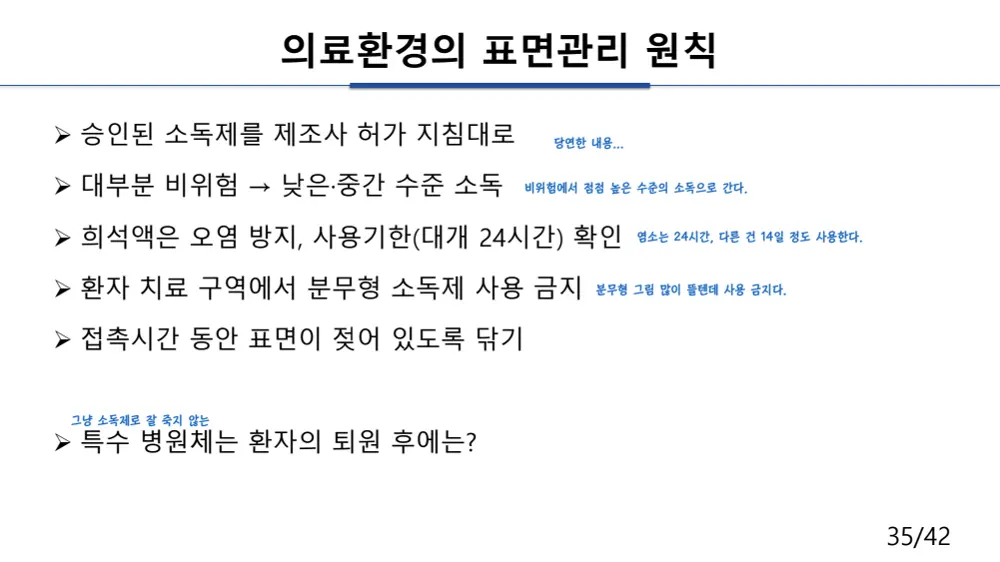 의료환경의 표면관리 원칙
➢ 승인된 소독제를 제조사 허가 지침대로 당연한 내용...
➢ 대부분 비위험 → 낮은·중간 수준 소독 비위험에서 점점 높은 수준의 소독으로 간다.
➢ 희석액은 오염 방지, 사용기한(대개 24시간) 확인 염소는 24시간, 다른 건 14일 정도 사용한다.
➢ 환자 치료 구역에서 분무형 소독제 사용 금지 분무형 그림 많이 뜰텐데 사용 금지다.
➢ 접촉시간 동안 표면이 젖어 있도록 닦기
그냥 소독제로 잘 죽지 않는
➢ 특수 병원체는 환자의 퇴원 후에는?
35/42